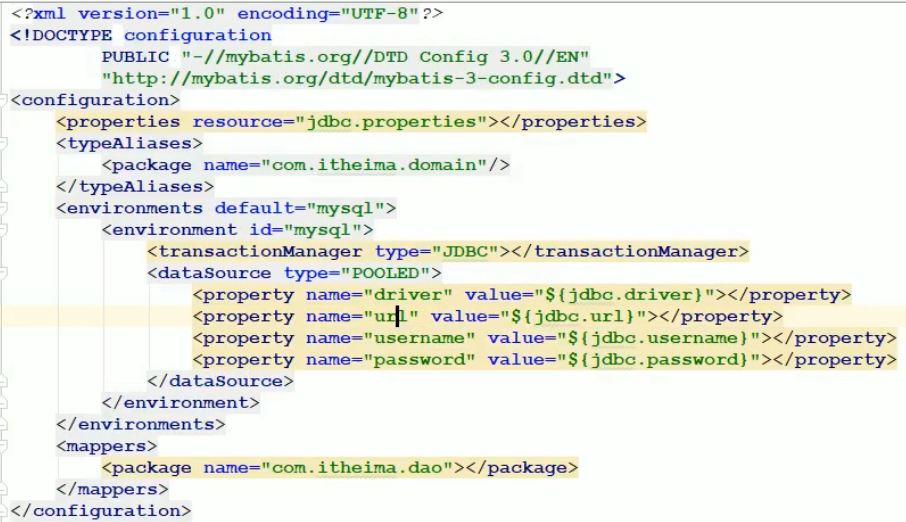 <?xml version="1.0" encoding="UTF-8"?>
<!DOCTYPE configuration
PUBLIC "-//mybatis.org//DTD Config 3.0//EN"
"http://mybatis.org/dtd/mybatis-3-config.dtd">
<configuration>
<properties resource="jdbc.properties"></properties>
<typeAliases>
<package name="com.itheima.domain"/>
</typeAliases>
<environments default="mysql">
<environment id="mysql">
<transactionManager type="JDBC"></transactionManager>
<dataSource type="POOLED">
<property name="driver" value="${jdbc.driver}"></property>
<property name="url" value="${jdbc.url}"></property>
<property name="username" value="${jdbc.username}"></property>
<property name="password" value="${jdbc.password}"></property>
</dataSource>
</environment>
</environments>
<mappers>
<package name="com.itheima.dao"></package>
</mappers>
</configuration>